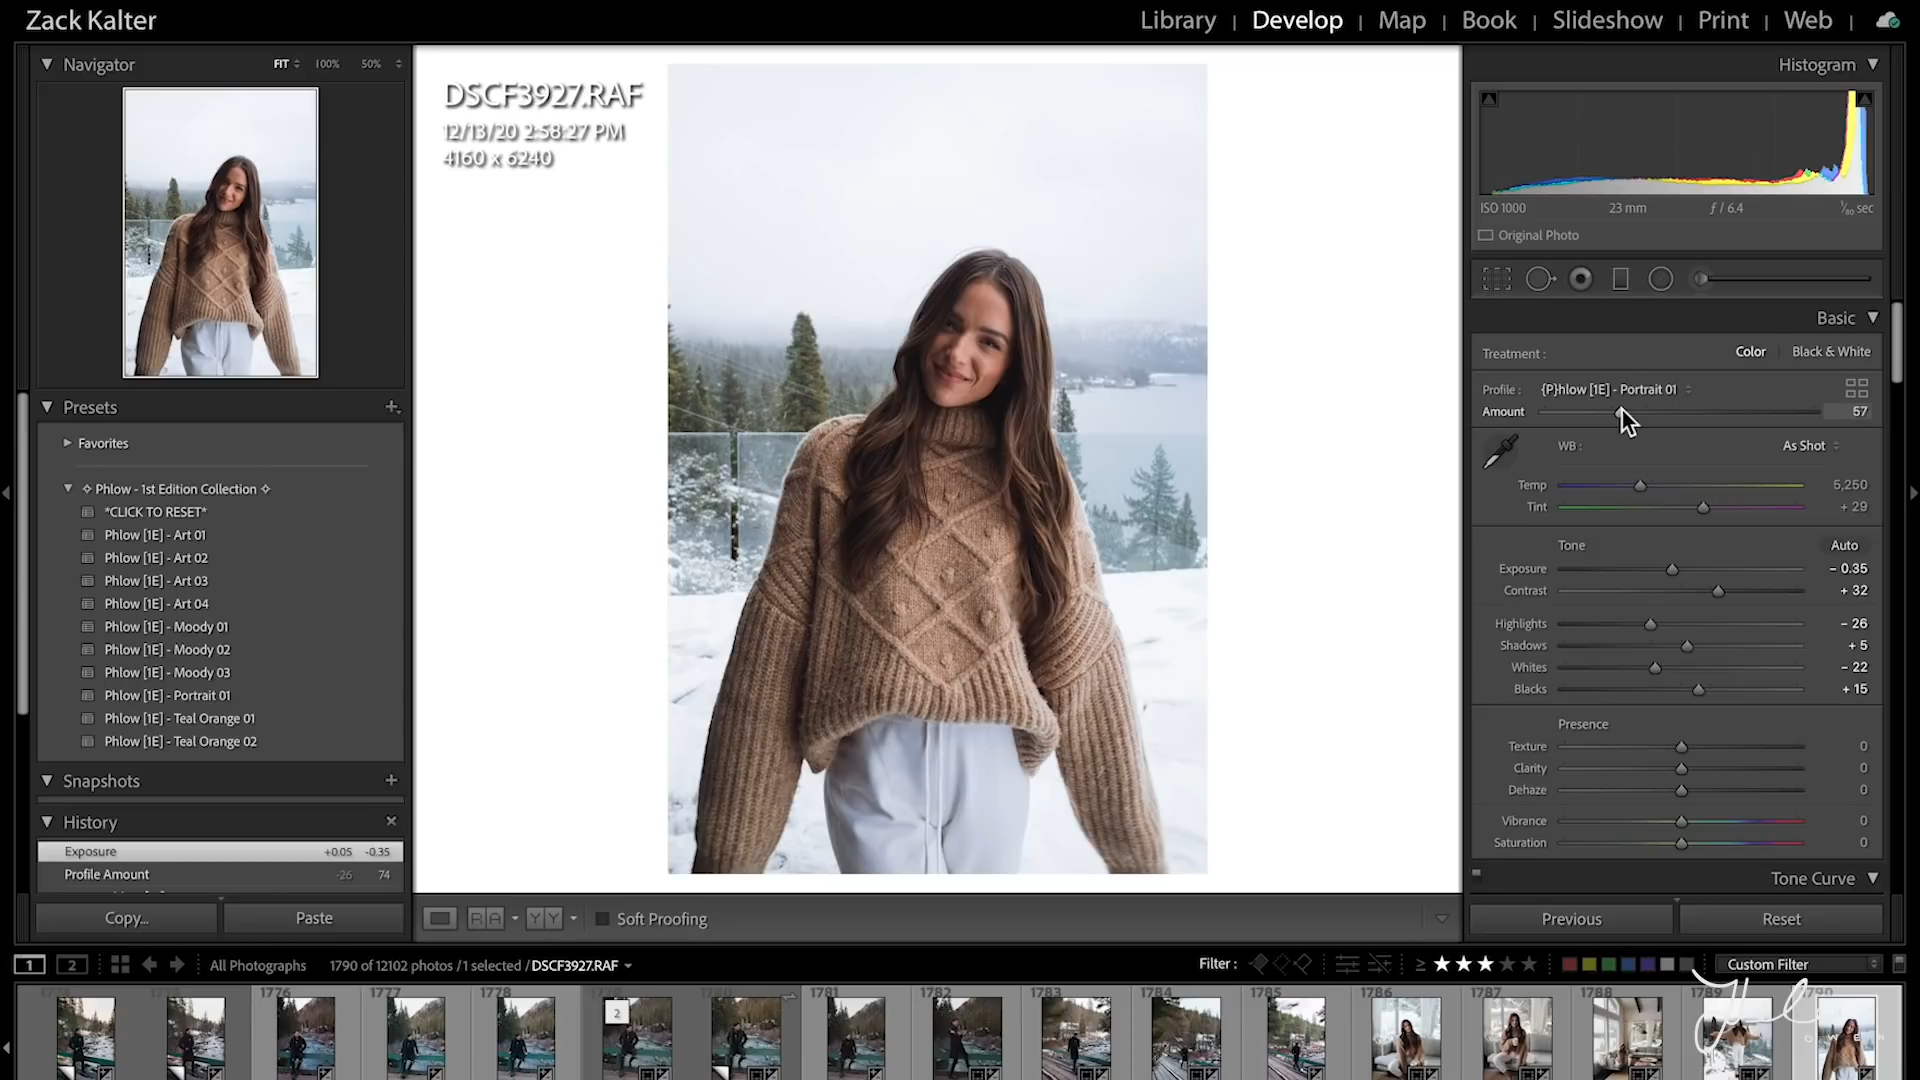 Zack Kalter
Library | Develop | Map | Book | Slideshow | Print | Web
Navigator FIT 100% 50%
Presets
Favorites
✧ Phlow - 1st Edition Collection ✧
*CLICK TO RESET*
Phlow [1E] - Art 01
Phlow [1E] - Art 02
Phlow [1E] - Art 03
Phlow [1E] - Art 04
Phlow [1E] - Moody 01
Phlow [1E] - Moody 02
Phlow [1E] - Moody 03
Phlow [1E] - Portrait 01
Phlow [1E] - Teal Orange 01
Phlow [1E] - Teal Orange 02
Snapshots
History
Exposure +0.05 -0.35
Profile Amount -26 74
Copy... Paste
DSCF3927.RAF
12/13/20 2:58:27 PM
4160 x 6240
RA YY Soft Proofing
Histogram
ISO 1000 23 mm ƒ / 6.4 1/80 sec
Original Photo
Basic
Treatment : Color | Black & White
Profile : {P}hlow [1E] - Portrait 01
Amount 57
WB : As Shot
Temp 5,250
Tint + 29
Tone Auto
Exposure − 0.35
Contrast + 32
Highlights − 26
Shadows + 5
Whites − 22
Blacks + 15
Presence
Texture 0
Clarity 0
Dehaze 0
Vibrance 0
Saturation 0
Tone Curve
Previous Reset
1 2 All Photographs 1790 of 12102 photos / 1 selected / DSCF3927.RAF Filter : ≥ ★★★★★ Custom Filter
1776 1777 1778 1781 1782 1783 1784 1785 1786 1787 1788 1789 1790
2
OWEN